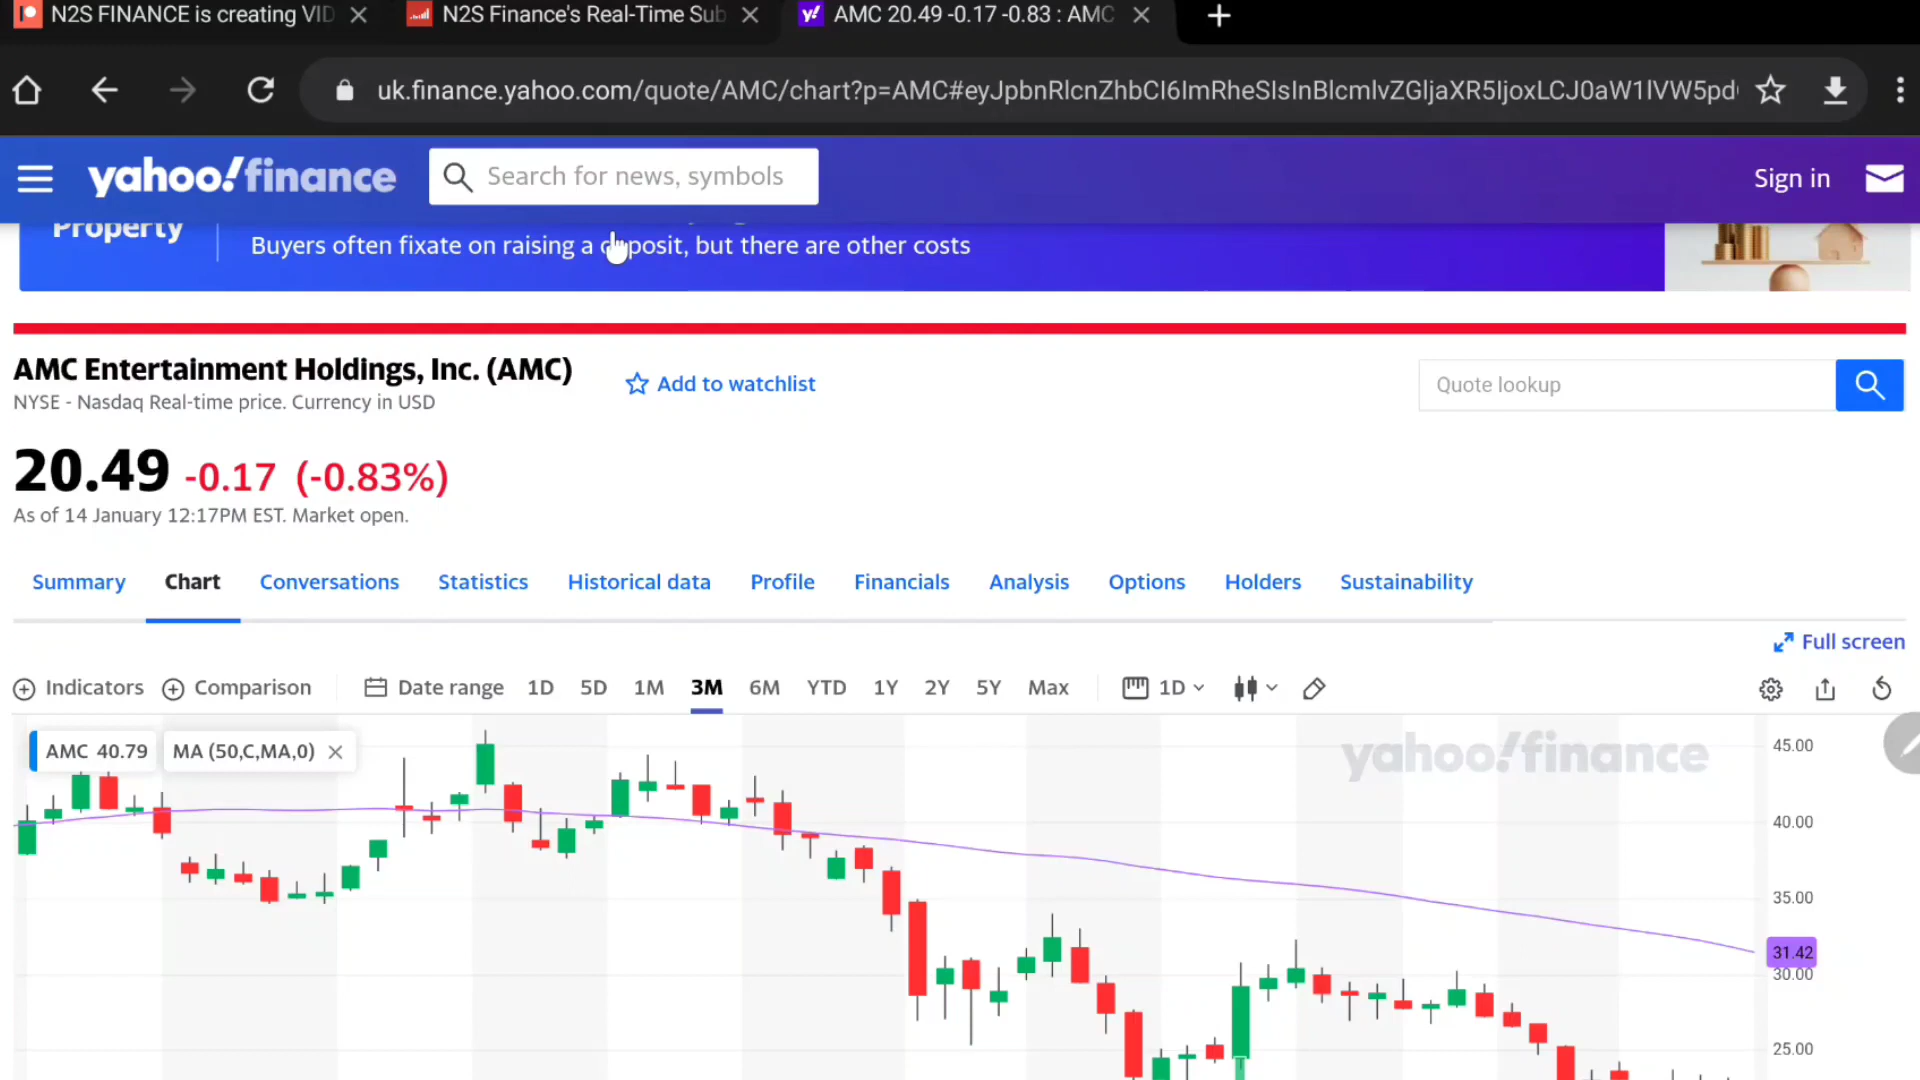 N2S FINANCE is creating VID
N2S Finance's Real-Time Sub
AMC 20.49 -0.17 -0.83 : AMC
uk.finance.yahoo.com/quote/AMC/chart?p=AMC#eyJpbnRlcnZhbCI6ImRheSIsInBlcmlvZGljaXR5IjoxLCJ0aW1lVW5pd
yahoo!finance
Search for news, symbols
Sign in
Property
Buyers often fixate on raising a deposit, but there are other costs
AMC Entertainment Holdings, Inc. (AMC)
Add to watchlist
Quote lookup
NYSE - Nasdaq Real-time price. Currency in USD
20.49 -0.17 (-0.83%)
As of 14 January 12:17PM EST. Market open.
Summary Chart Conversations Statistics Historical data Profile Financials Analysis Options Holders Sustainability
Full screen
Indicators Comparison Date range 1D 5D 1M 3M 6M YTD 1Y 2Y 5Y Max 1D
AMC 40.79 MA (50,C,MA,0)
yahoo!finance
45.00
40.00
35.00
31.42
30.00
25.00